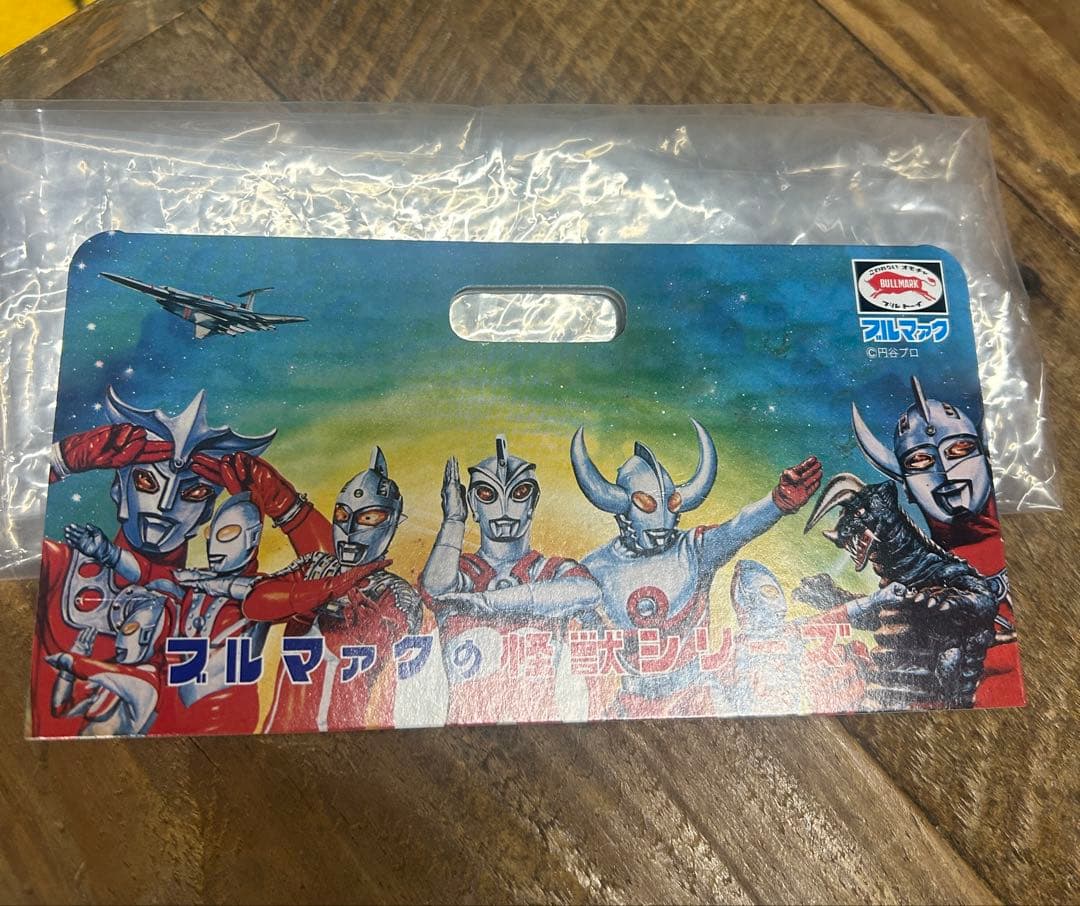 こわれない オモチャ
BULLMARK
ブルトーイ
ブルマァク
©円谷プロ
ブルマァクの怪獣シリーズ